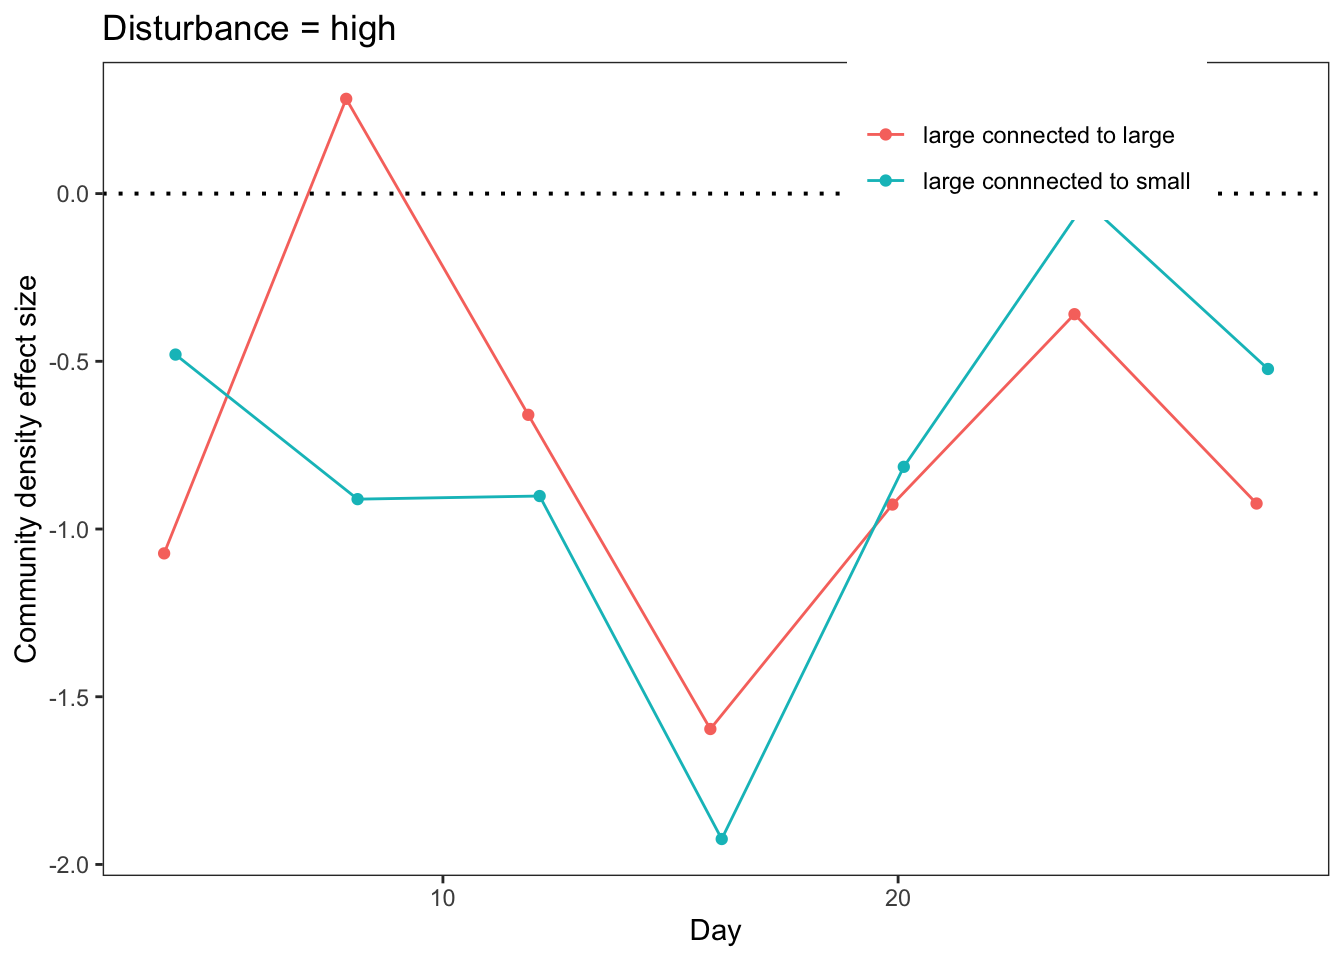 Disturbance = high
large connected to large
large connnected to small
0.0
-0.5
-1.0
-1.5
-2.0
Community density effect size
10
20
Day